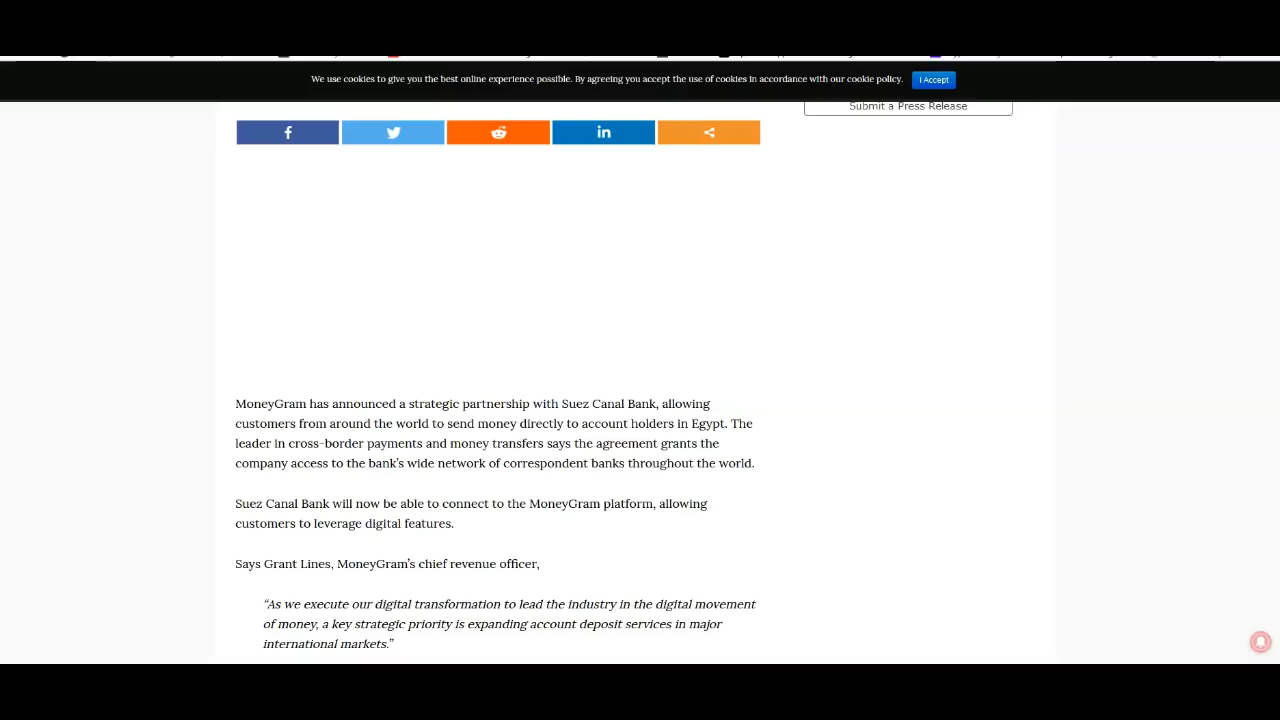 We use cookies to give you the best online experience possible. By agreeing you accept the use of cookies in accordance with our cookie policy. I Accept
Submit a Press Release
MoneyGram has announced a strategic partnership with Suez Canal Bank, allowing
customers from around the world to send money directly to account holders in Egypt. The
leader in cross-border payments and money transfers says the agreement grants the
company access to the bank’s wide network of correspondent banks throughout the world.
Suez Canal Bank will now be able to connect to the MoneyGram platform, allowing
customers to leverage digital features.
Says Grant Lines, MoneyGram’s chief revenue officer,
“As we execute our digital transformation to lead the industry in the digital movement
of money, a key strategic priority is expanding account deposit services in major
international markets.”